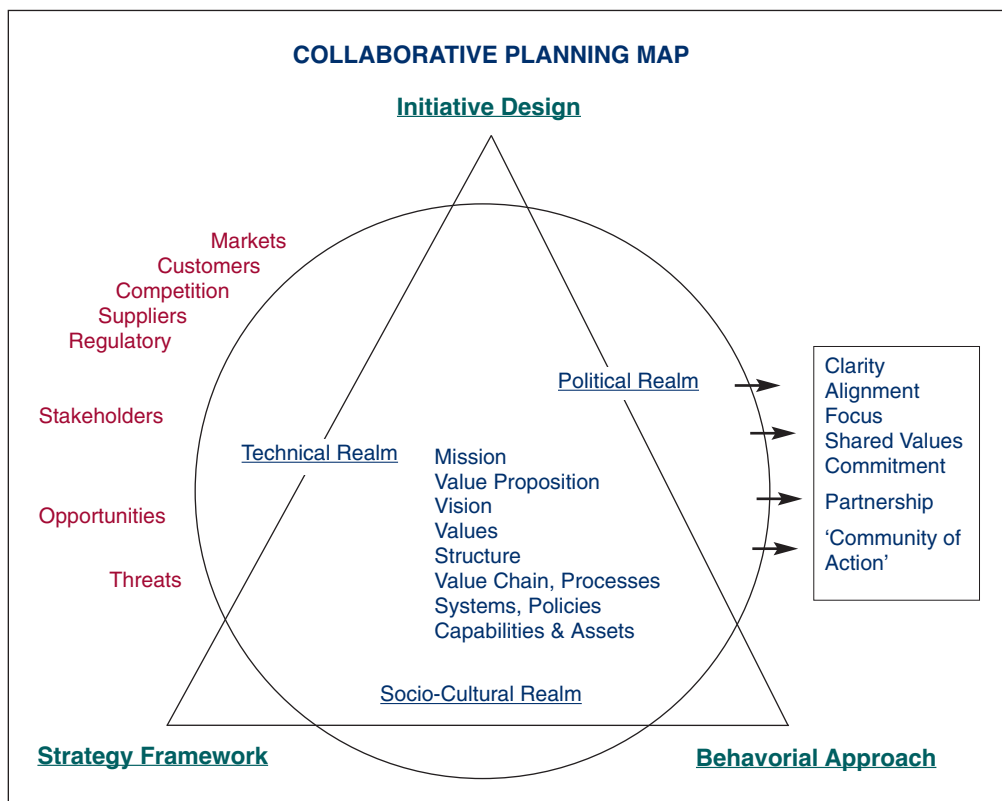 COLLABORATIVE PLANNING MAP
Initiative Design
Markets
Customers
Competition
Suppliers
Regulatory
Stakeholders
Opportunities
Threats
Technical Realm
Political Realm
Mission
Value Proposition
Vision
Values
Structure
Value Chain, Processes
Systems, Policies
Capabilities & Assets
Socio-Cultural Realm
Clarity
Alignment
Focus
Shared Values
Commitment
Partnership
‘Community of
Action’
Strategy Framework
Behavorial Approach